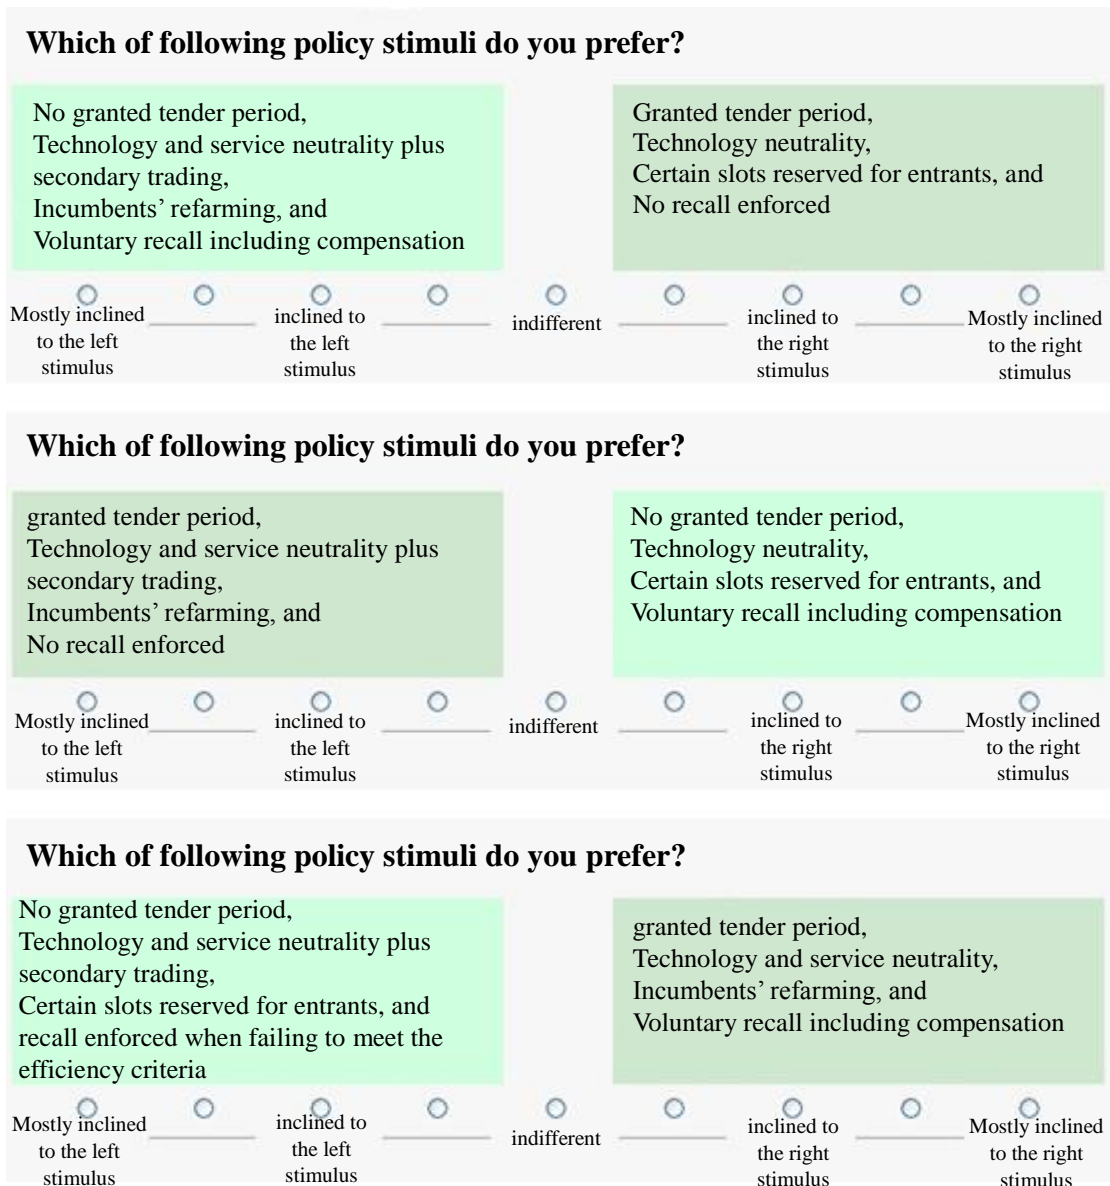 Which of following policy stimuli do you prefer?
No granted tender period,
Technology and service neutrality plus
secondary trading,
Incumbents’ refarming, and
Voluntary recall including compensation
Granted tender period,
Technology neutrality,
Certain slots reserved for entrants, and
No recall enforced
Mostly inclined
to the left
stimulus
inclined to
the left
stimulus
indifferent
inclined to
the right
stimulus
Mostly inclined
to the right
stimulus
Which of following policy stimuli do you prefer?
granted tender period,
Technology and service neutrality plus
secondary trading,
Incumbents’ refarming, and
No recall enforced
No granted tender period,
Technology neutrality,
Certain slots reserved for entrants, and
Voluntary recall including compensation
Mostly inclined
to the left
stimulus
inclined to
the left
stimulus
indifferent
inclined to
the right
stimulus
Mostly inclined
to the right
stimulus
Which of following policy stimuli do you prefer?
No granted tender period,
Technology and service neutrality plus
secondary trading,
Certain slots reserved for entrants, and
recall enforced when failing to meet the
efficiency criteria
granted tender period,
Technology and service neutrality,
Incumbents’ refarming, and
Voluntary recall including compensation
Mostly inclined
to the left
stimulus
inclined to
the left
stimulus
indifferent
inclined to
the right
stimulus
Mostly inclined
to the right
stimulus